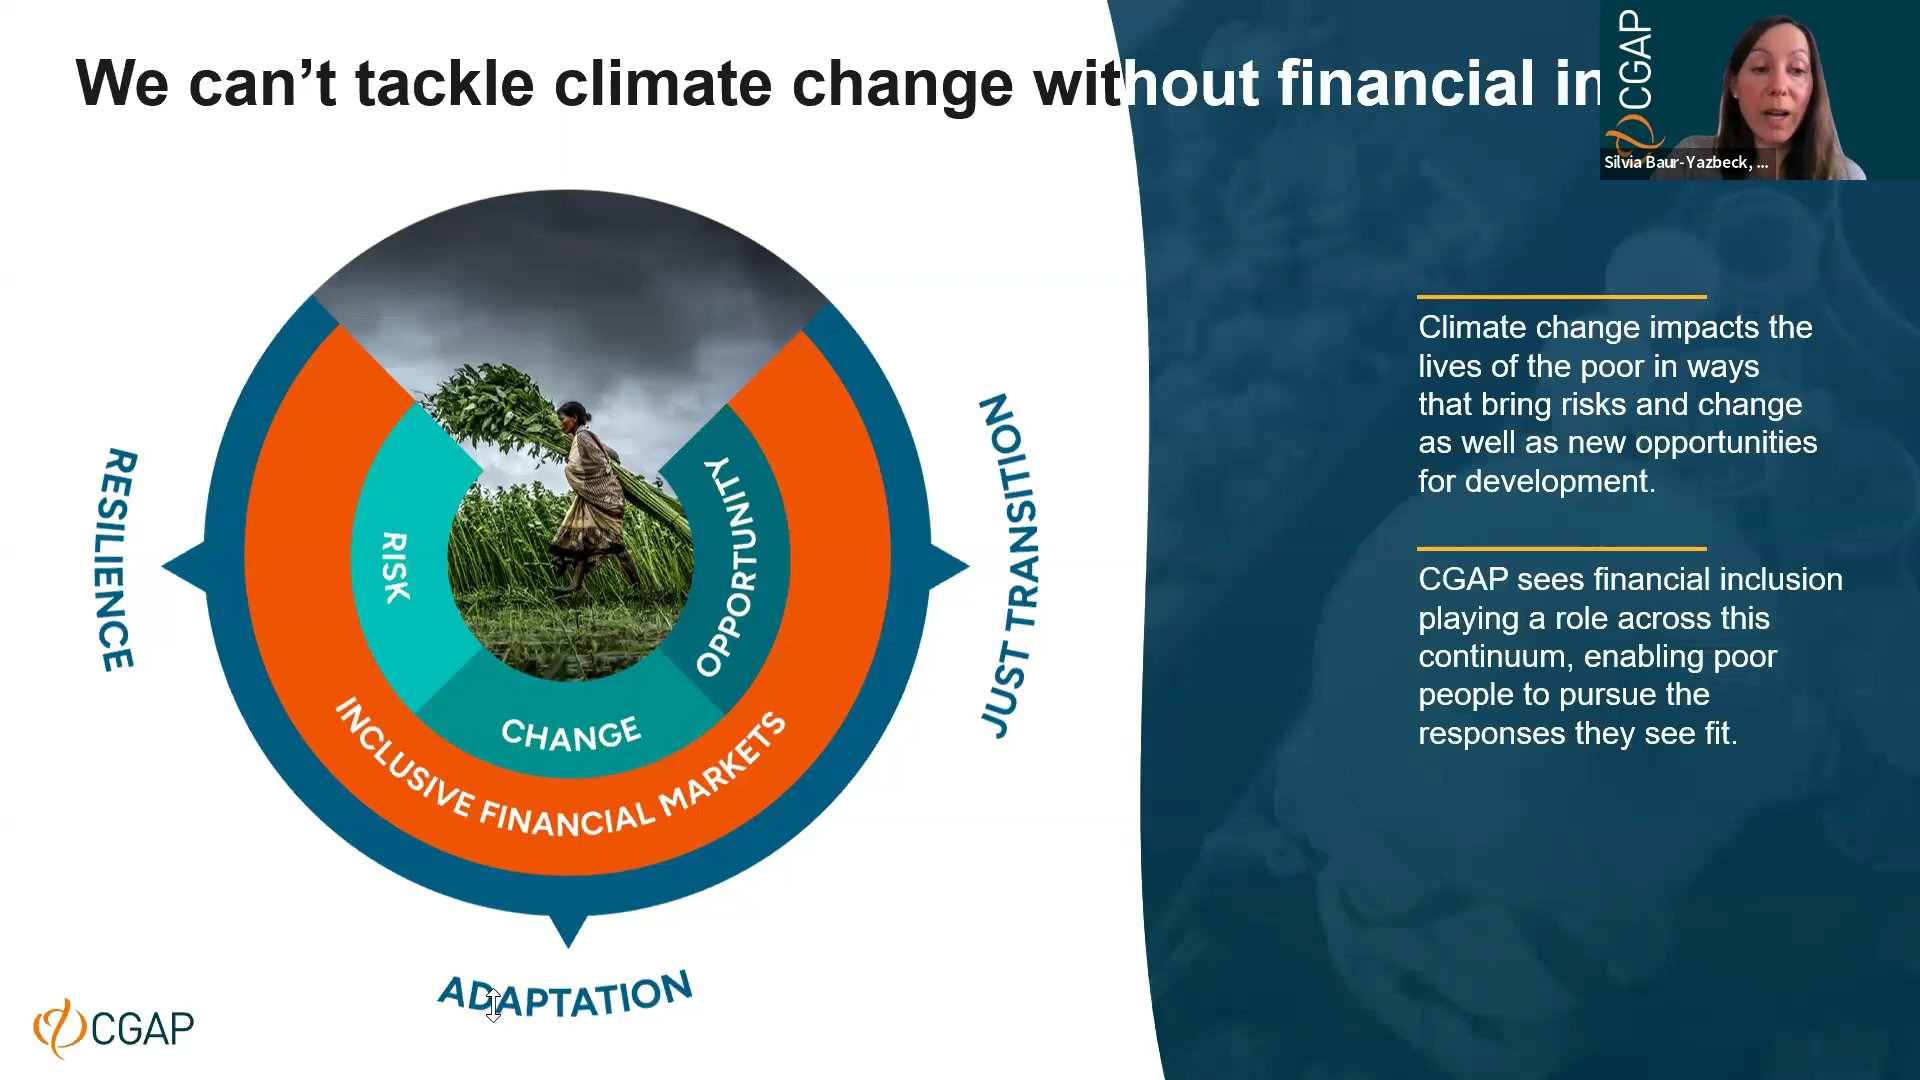 We can’t tackle climate change without financial in
CGAP
Silvia Baur-Yazbeck, ...
RESILIENCE
RISK
CHANGE
OPPORTUNITY
INCLUSIVE FINANCIAL MARKETS
JUST TRANSITION
ADAPTATION
Climate change impacts the
lives of the poor in ways
that bring risks and change
as well as new opportunities
for development.
CGAP sees financial inclusion
playing a role across this
continuum, enabling poor
people to pursue the
responses they see fit.
CGAP